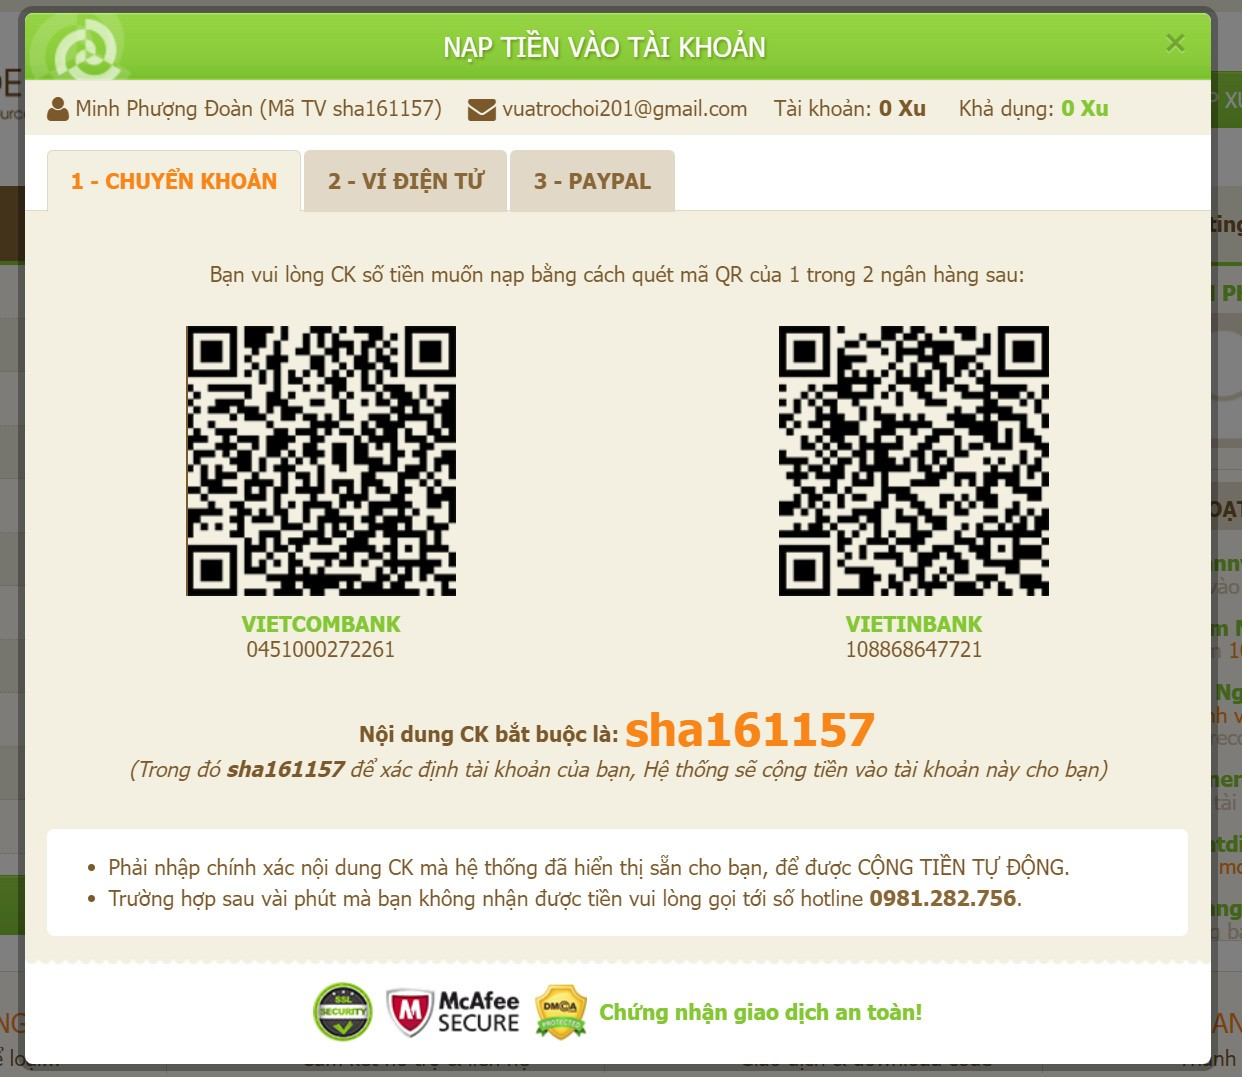 NẠP TIỀN VÀO TÀI KHOẢN
Minh Phượng Đoàn (Mã TV sha161157) vuatrochoi201@gmail.com Tài khoản: 0 Xu Khả dụng: 0 Xu
1 - CHUYỂN KHOẢN 2 - VÍ ĐIỆN TỬ 3 - PAYPAL
Bạn vui lòng CK số tiền muốn nạp bằng cách quét mã QR của 1 trong 2 ngân hàng sau:
VIETCOMBANK VIETINBANK
0451000272261 108868647721
Nội dung CK bắt buộc là: sha161157
(Trong đó sha161157 để xác định tài khoản của bạn, Hệ thống sẽ cộng tiền vào tài khoản này cho bạn)
• Phải nhập chính xác nội dung CK mà hệ thống đã hiển thị sẵn cho bạn, để được CỘNG TIỀN TỰ ĐỘNG.
• Trường hợp sau vài phút mà bạn không nhận được tiền vui lòng gọi tới số hotline 0981.282.756.
SSL SECURITY McAfee SECURE DMCA PROTECTED Chứng nhận giao dịch an toàn!